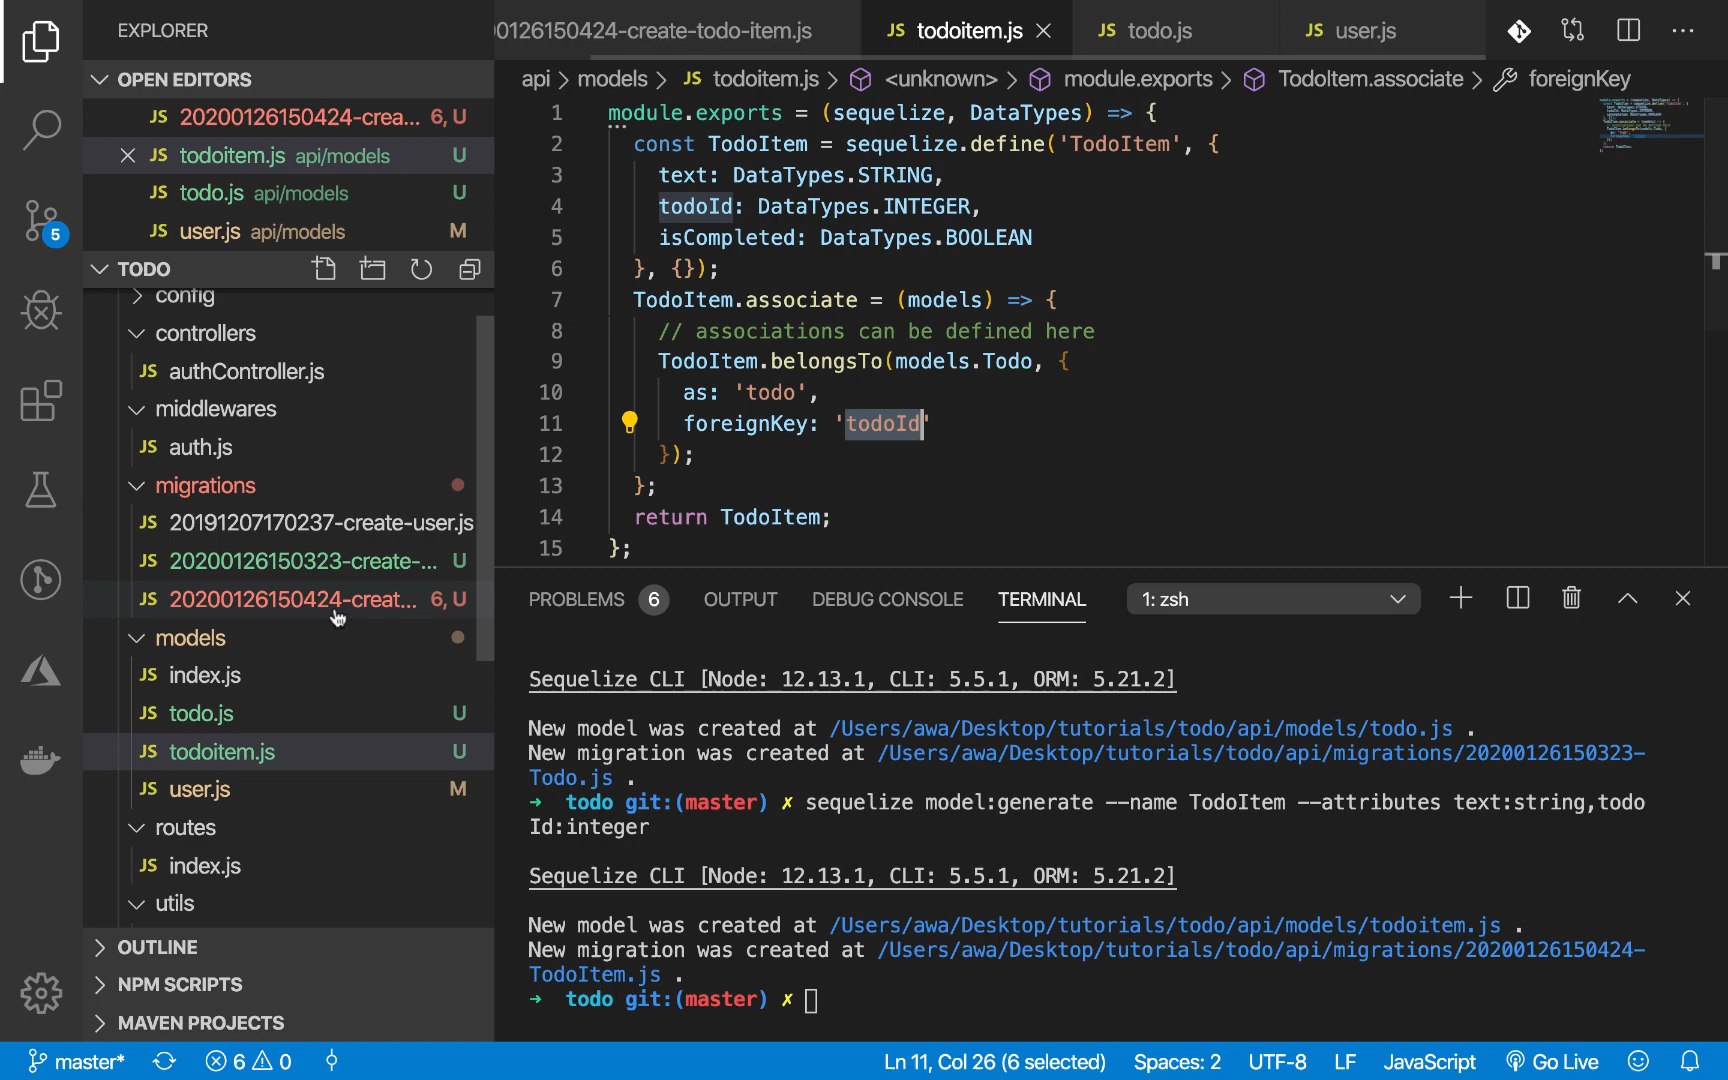 EXPLORER
OPEN EDITORS
JS 20200126150424-crea... 6, U
JS todoitem.js api/models U
JS todo.js api/models U
JS user.js api/models M
TODO
config
controllers
JS authController.js
middlewares
JS auth.js
migrations
JS 20191207170237-create-user.js
JS 20200126150323-create-... U
JS 20200126150424-creat... 6, U
models
JS index.js
JS todo.js U
JS todoitem.js U
JS user.js M
routes
JS index.js
utils
OUTLINE
NPM SCRIPTS
MAVEN PROJECTS
5
0126150424-create-todo-item.js JS todoitem.js JS todo.js JS user.js
api > models > JS todoitem.js > <unknown> > module.exports > TodoItem.associate > foreignKey
1 module.exports = (sequelize, DataTypes) => {
2 const TodoItem = sequelize.define('TodoItem', {
3 text: DataTypes.STRING,
4 todoId: DataTypes.INTEGER,
5 isCompleted: DataTypes.BOOLEAN
6 }, {});
7 TodoItem.associate = (models) => {
8 // associations can be defined here
9 TodoItem.belongsTo(models.Todo, {
10 as: 'todo',
11 foreignKey: 'todoId'
12 });
13 };
14 return TodoItem;
15 };
PROBLEMS 6 OUTPUT DEBUG CONSOLE TERMINAL 1: zsh
Sequelize CLI [Node: 12.13.1, CLI: 5.5.1, ORM: 5.21.2]
New model was created at /Users/awa/Desktop/tutorials/todo/api/models/todo.js .
New migration was created at /Users/awa/Desktop/tutorials/todo/api/migrations/20200126150323-
Todo.js .
→ todo git:(master) ✗ sequelize model:generate --name TodoItem --attributes text:string,todo
Id:integer
Sequelize CLI [Node: 12.13.1, CLI: 5.5.1, ORM: 5.21.2]
New model was created at /Users/awa/Desktop/tutorials/todo/api/models/todoitem.js .
New migration was created at /Users/awa/Desktop/tutorials/todo/api/migrations/20200126150424-
TodoItem.js .
→ todo git:(master) ✗
master* 6 0 Ln 11, Col 26 (6 selected) Spaces: 2 UTF-8 LF JavaScript Go Live